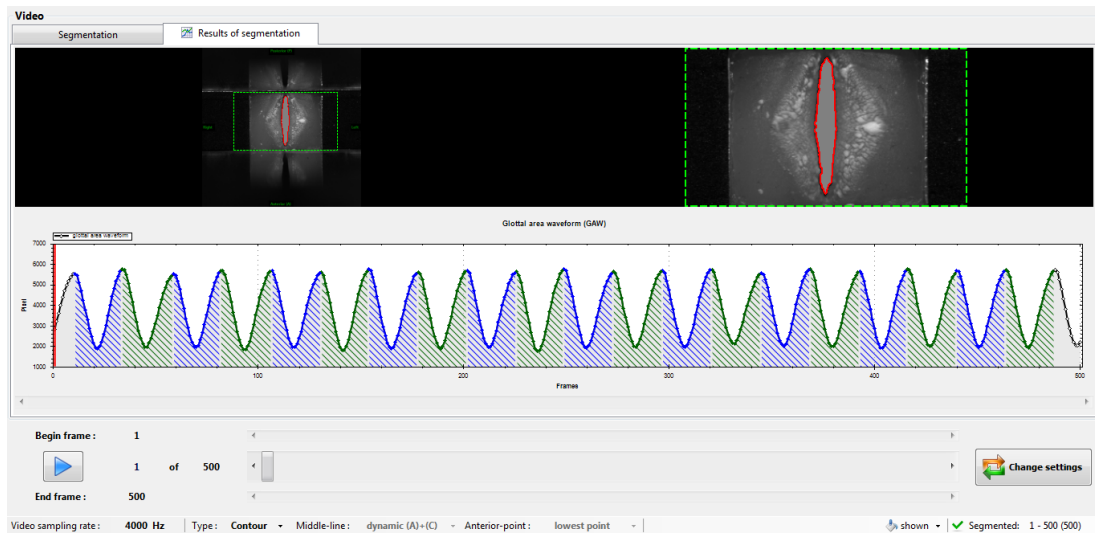 Video
Segmentation
Results of segmentation
Posterior (P)
Right
Left
Glottal area waveform (GAW)
glottal area waveform
7000
6000
5000
4000
3000
2000
1000
Pixel
0 100 200 300 400 500
Frames
Begin frame : 1
1 of 500
Change settings
End frame : 500
Video sampling rate : 4000 Hz Type : Contour Middle-line : dynamic (A)+(C) Anterior-point : lowest point shown Segmented: 1 - 500 (500)